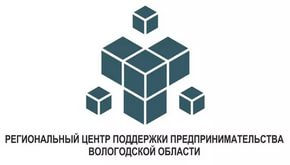 РЕГИОНАЛЬНЫЙ ЦЕНТР ПОДДЕРЖКИ ПРЕДПРИНИМАТЕЛЬСТВА
ВОЛОГОДСКОЙ ОБЛАСТИ